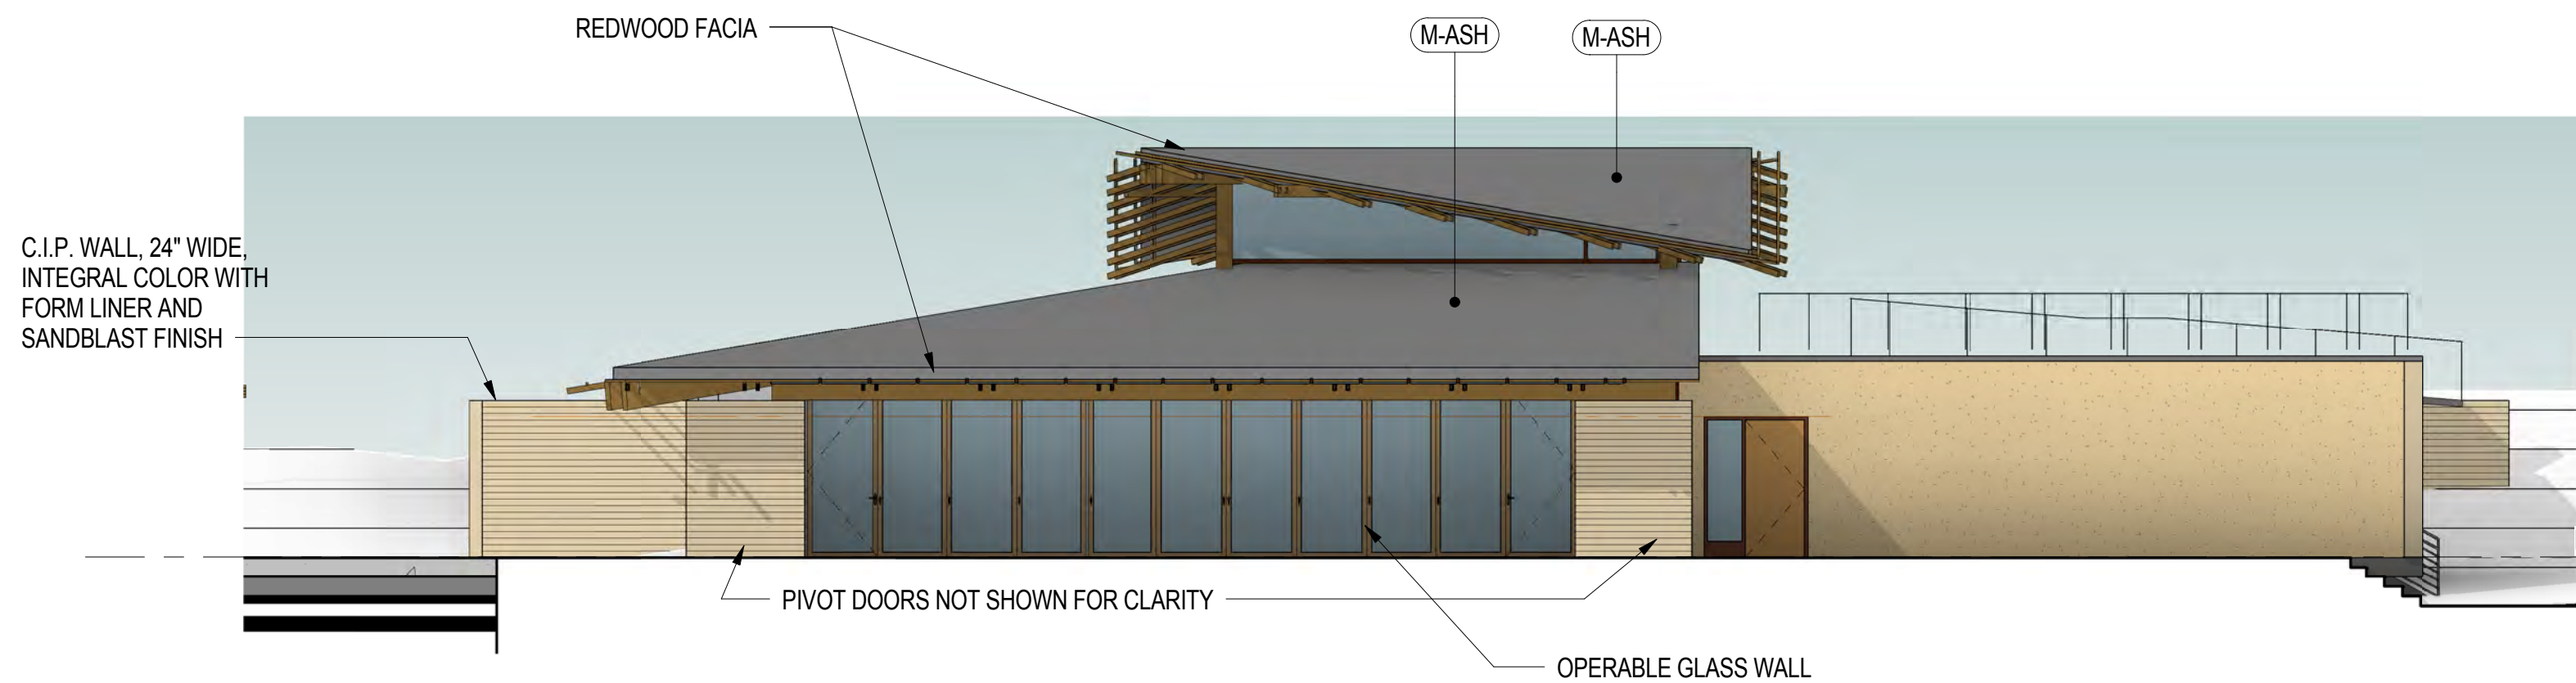 REDWOOD FACIA
M-ASH
M-ASH
C.I.P. WALL, 24" WIDE,
INTEGRAL COLOR WITH
FORM LINER AND
SANDBLAST FINISH
PIVOT DOORS NOT SHOWN FOR CLARITY
OPERABLE GLASS WALL